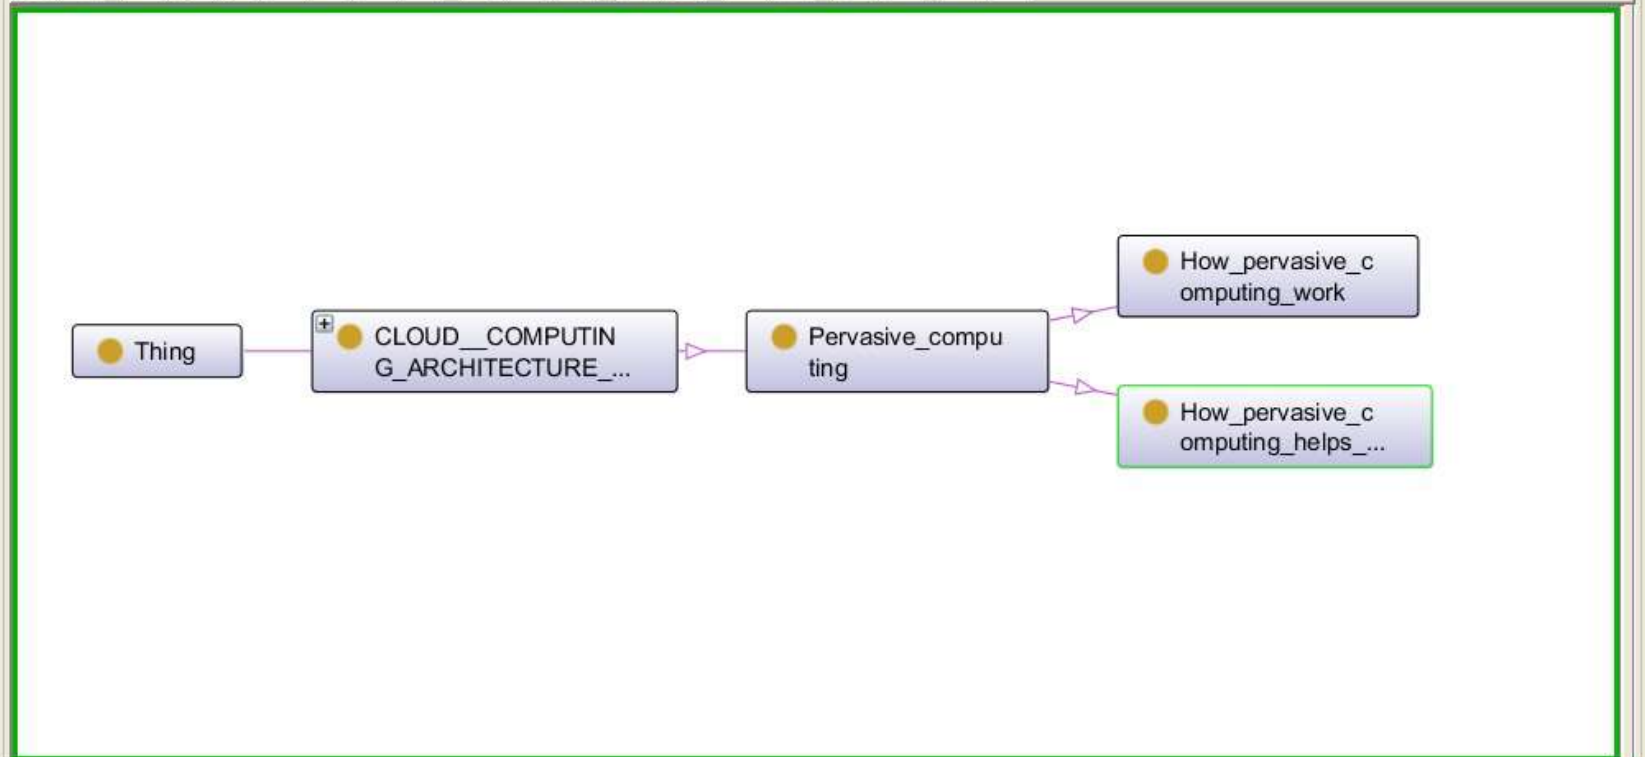 Thing
CLOUD__COMPUTIN
G_ARCHITECTURE_...
Pervasive_compu
ting
How_pervasive_c
omputing_work
How_pervasive_c
omputing_helps_...